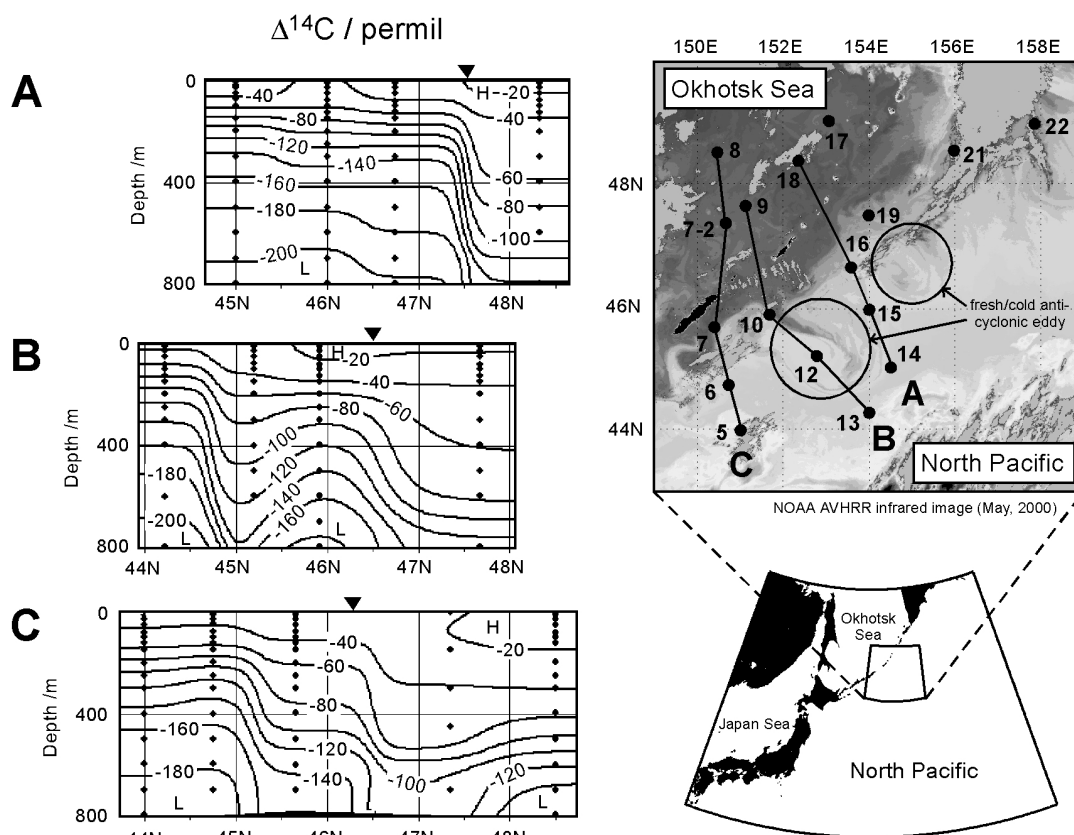 Δ¹⁴C / permil
A
Depth /m
0
400
800
-40
-80
-120
-140
-160
-180
-200
L
H
-20
-40
-60
-80
-100
45N 46N 47N 48N
B
Depth /m
0
400
800
H
-20
-40
-60
-80
-100
-120
-140
-160
-180
-200
L
L
44N 45N 46N 47N 48N
C
Depth /m
0
400
800
H
-20
-40
-60
-80
-100
-120
-140
-120
-160
-180
L
L
44N 45N 46N 47N 48N
150E 152E 154E 156E 158E
48N
46N
44N
Okhotsk Sea
17
22
8
21
18
9
19
7-2
16
fresh/cold anti-
cyclonic eddy
10
15
7
12
14
6
A
13
5
B
C
North Pacific
NOAA AVHRR infrared image (May, 2000)
Okhotsk
Sea
Japan Sea
North Pacific